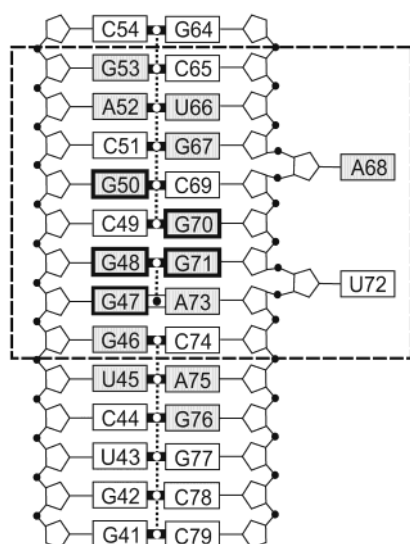 C54 G64
G53 C65
A52 U66
C51 G67
A68
G50 C69
C49 G70
G48 G71
U72
G47 A73
G46 C74
U45 A75
C44 G76
U43 G77
G42 C78
G41 C79